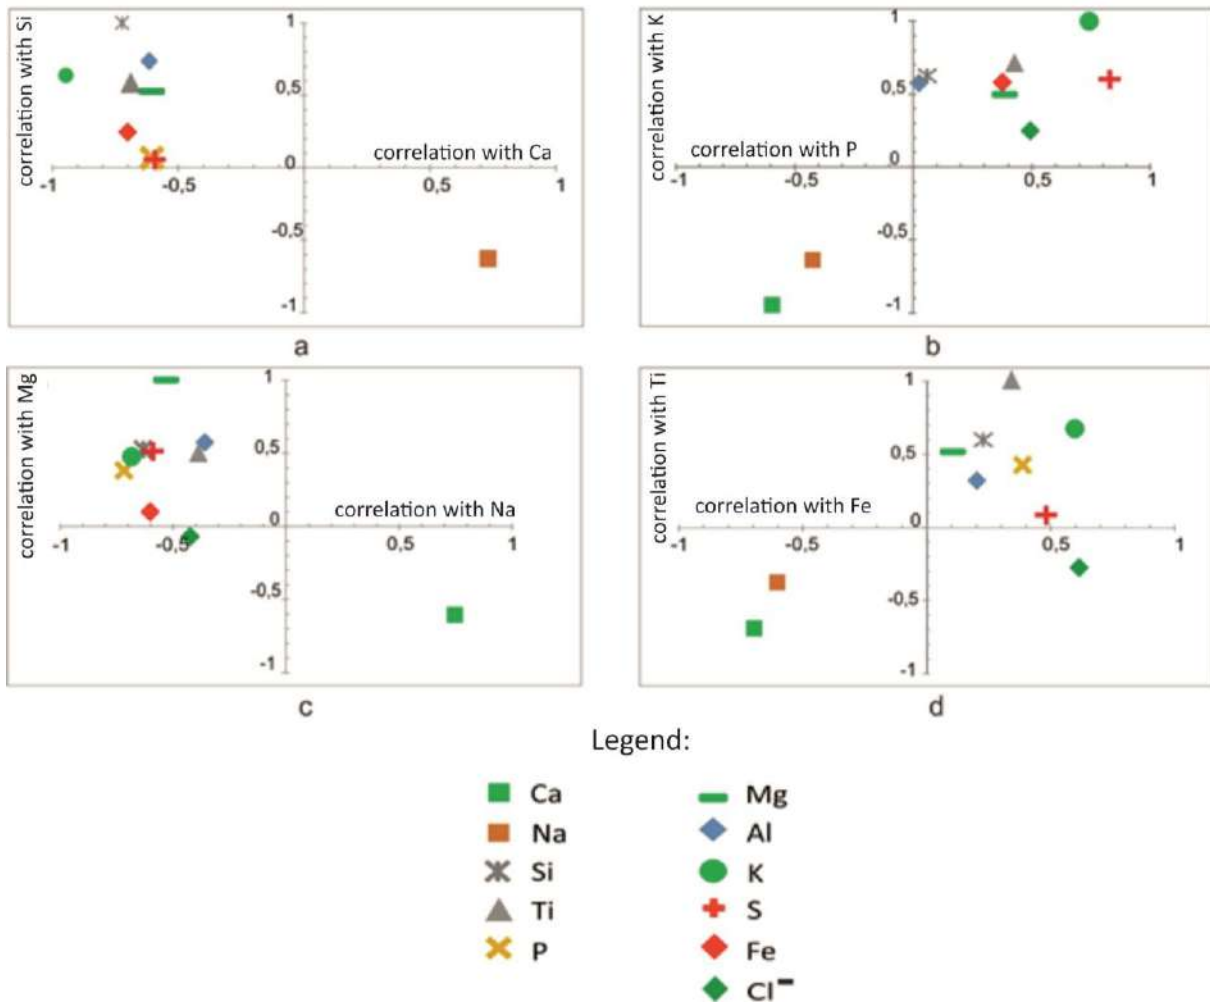 correlation with Si
1
0,5
0
-0,5
-1
-1
-0,5
0,5
1
correlation with Ca
a
correlation with K
1
0,5
0
-0,5
-1
-1
-0,5
0,5
1
correlation with P
b
correlation with Mg
1
0,5
0
-0,5
-1
-1
-0,5
0,5
1
correlation with Na
c
correlation with Ti
1
0,5
0
-0,5
-1
-1
-0,5
0,5
1
correlation with Fe
d
Legend:
Ca
Na
Si
Ti
P
Mg
Al
K
S
Fe
Cl⁻